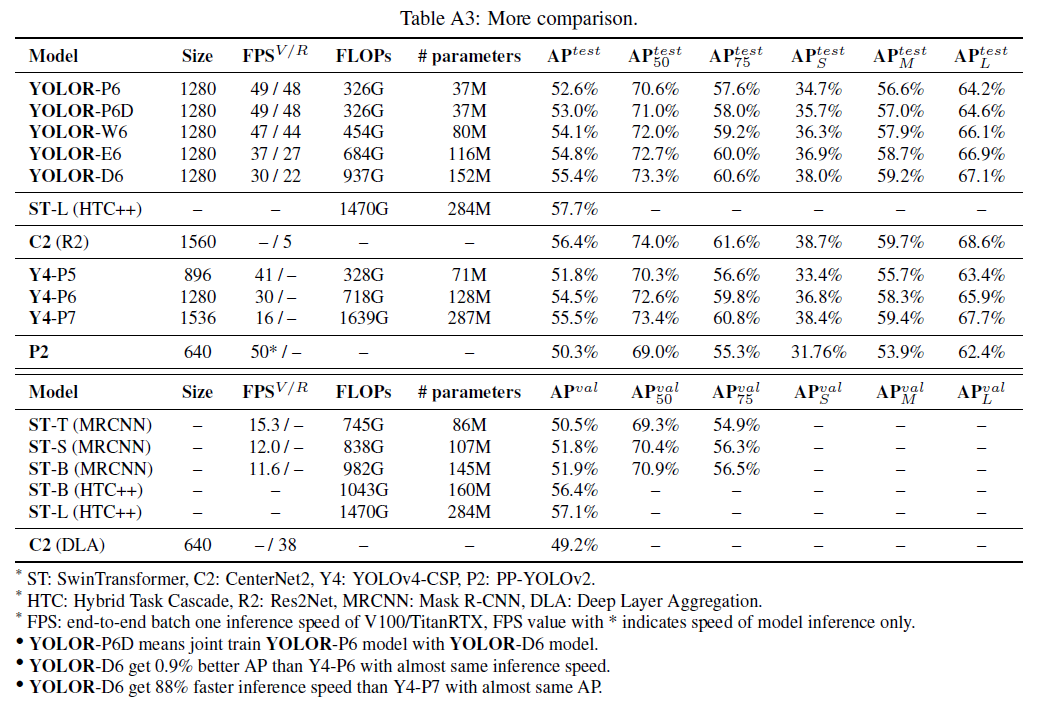 Table A3: More comparison.
Model Size FPS^{V/R} FLOPs # parameters AP^{test} AP^{test}_{50} AP^{test}_{75} AP^{test}_{S} AP^{test}_{M} AP^{test}_{L}
YOLOR-P6 1280 49 / 48 326G 37M 52.6% 70.6% 57.6% 34.7% 56.6% 64.2%
YOLOR-P6D 1280 49 / 48 326G 37M 53.0% 71.0% 58.0% 35.7% 57.0% 64.6%
YOLOR-W6 1280 47 / 44 454G 80M 54.1% 72.0% 59.2% 36.3% 57.9% 66.1%
YOLOR-E6 1280 37 / 27 684G 116M 54.8% 72.7% 60.0% 36.9% 58.7% 66.9%
YOLOR-D6 1280 30 / 22 937G 152M 55.4% 73.3% 60.6% 38.0% 59.2% 67.1%
ST-L (HTC++) – – 1470G 284M 57.7% – – – – –
C2 (R2) 1560 – / 5 – – 56.4% 74.0% 61.6% 38.7% 59.7% 68.6%
Y4-P5 896 41 / – 328G 71M 51.8% 70.3% 56.6% 33.4% 55.7% 63.4%
Y4-P6 1280 30 / – 718G 128M 54.5% 72.6% 59.8% 36.8% 58.3% 65.9%
Y4-P7 1536 16 / – 1639G 287M 55.5% 73.4% 60.8% 38.4% 59.4% 67.7%
P2 640 50* / – – – 50.3% 69.0% 55.3% 31.76% 53.9% 62.4%
Model Size FPS^{V/R} FLOPs # parameters AP^{val} AP^{val}_{50} AP^{val}_{75} AP^{val}_{S} AP^{val}_{M} AP^{val}_{L}
ST-T (MRCNN) – 15.3 / – 745G 86M 50.5% 69.3% 54.9% – – –
ST-S (MRCNN) – 12.0 / – 838G 107M 51.8% 70.4% 56.3% – – –
ST-B (MRCNN) – 11.6 / – 982G 145M 51.9% 70.9% 56.5% – – –
ST-B (HTC++) – – 1043G 160M 56.4% – – – – –
ST-L (HTC++) – – 1470G 284M 57.1% – – – – –
C2 (DLA) 640 – / 38 – – 49.2% – – – – –
* ST: SwinTransformer, C2: CenterNet2, Y4: YOLOv4-CSP, P2: PP-YOLOv2.
* HTC: Hybrid Task Cascade, R2: Res2Net, MRCNN: Mask R-CNN, DLA: Deep Layer Aggregation.
* FPS: end-to-end batch one inference speed of V100/TitanRTX, FPS value with * indicates speed of model inference only.
• YOLOR-P6D means joint train YOLOR-P6 model with YOLOR-D6 model.
• YOLOR-D6 get 0.9% better AP than Y4-P6 with almost same inference speed.
• YOLOR-D6 get 88% faster inference speed than Y4-P7 with almost same AP.